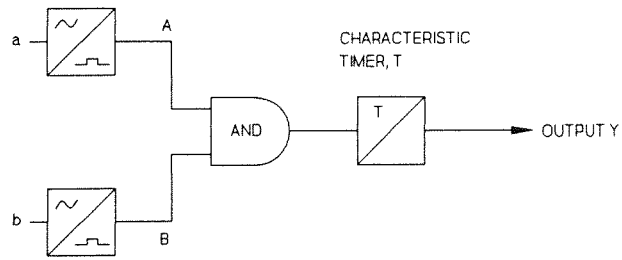 a
A
CHARACTERISTIC
TIMER, T
AND
T
OUTPUT Y
b
B